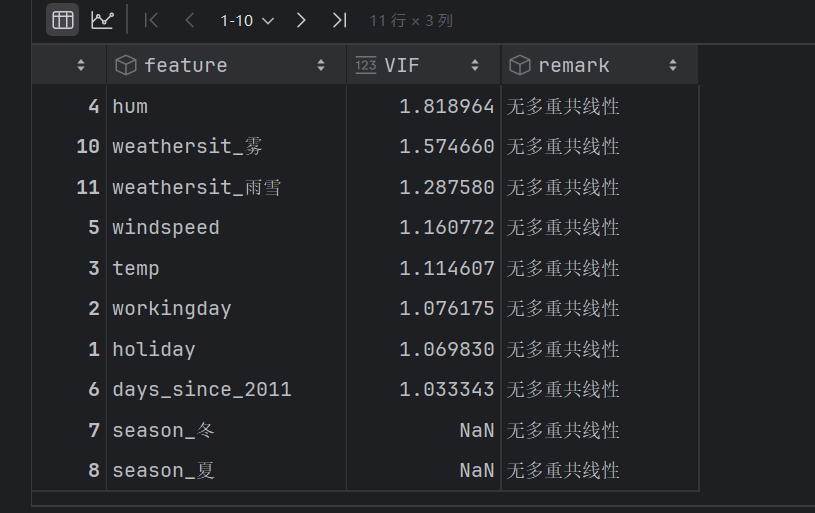 1-10 11 行 × 3 列
feature 123 VIF remark
4 hum 1.818964 无多重共线性
10 weathersit_雾 1.574660 无多重共线性
11 weathersit_雨雪 1.287580 无多重共线性
5 windspeed 1.160772 无多重共线性
3 temp 1.114607 无多重共线性
2 workingday 1.076175 无多重共线性
1 holiday 1.069830 无多重共线性
6 days_since_2011 1.033343 无多重共线性
7 season_冬 NaN 无多重共线性
8 season_夏 NaN 无多重共线性